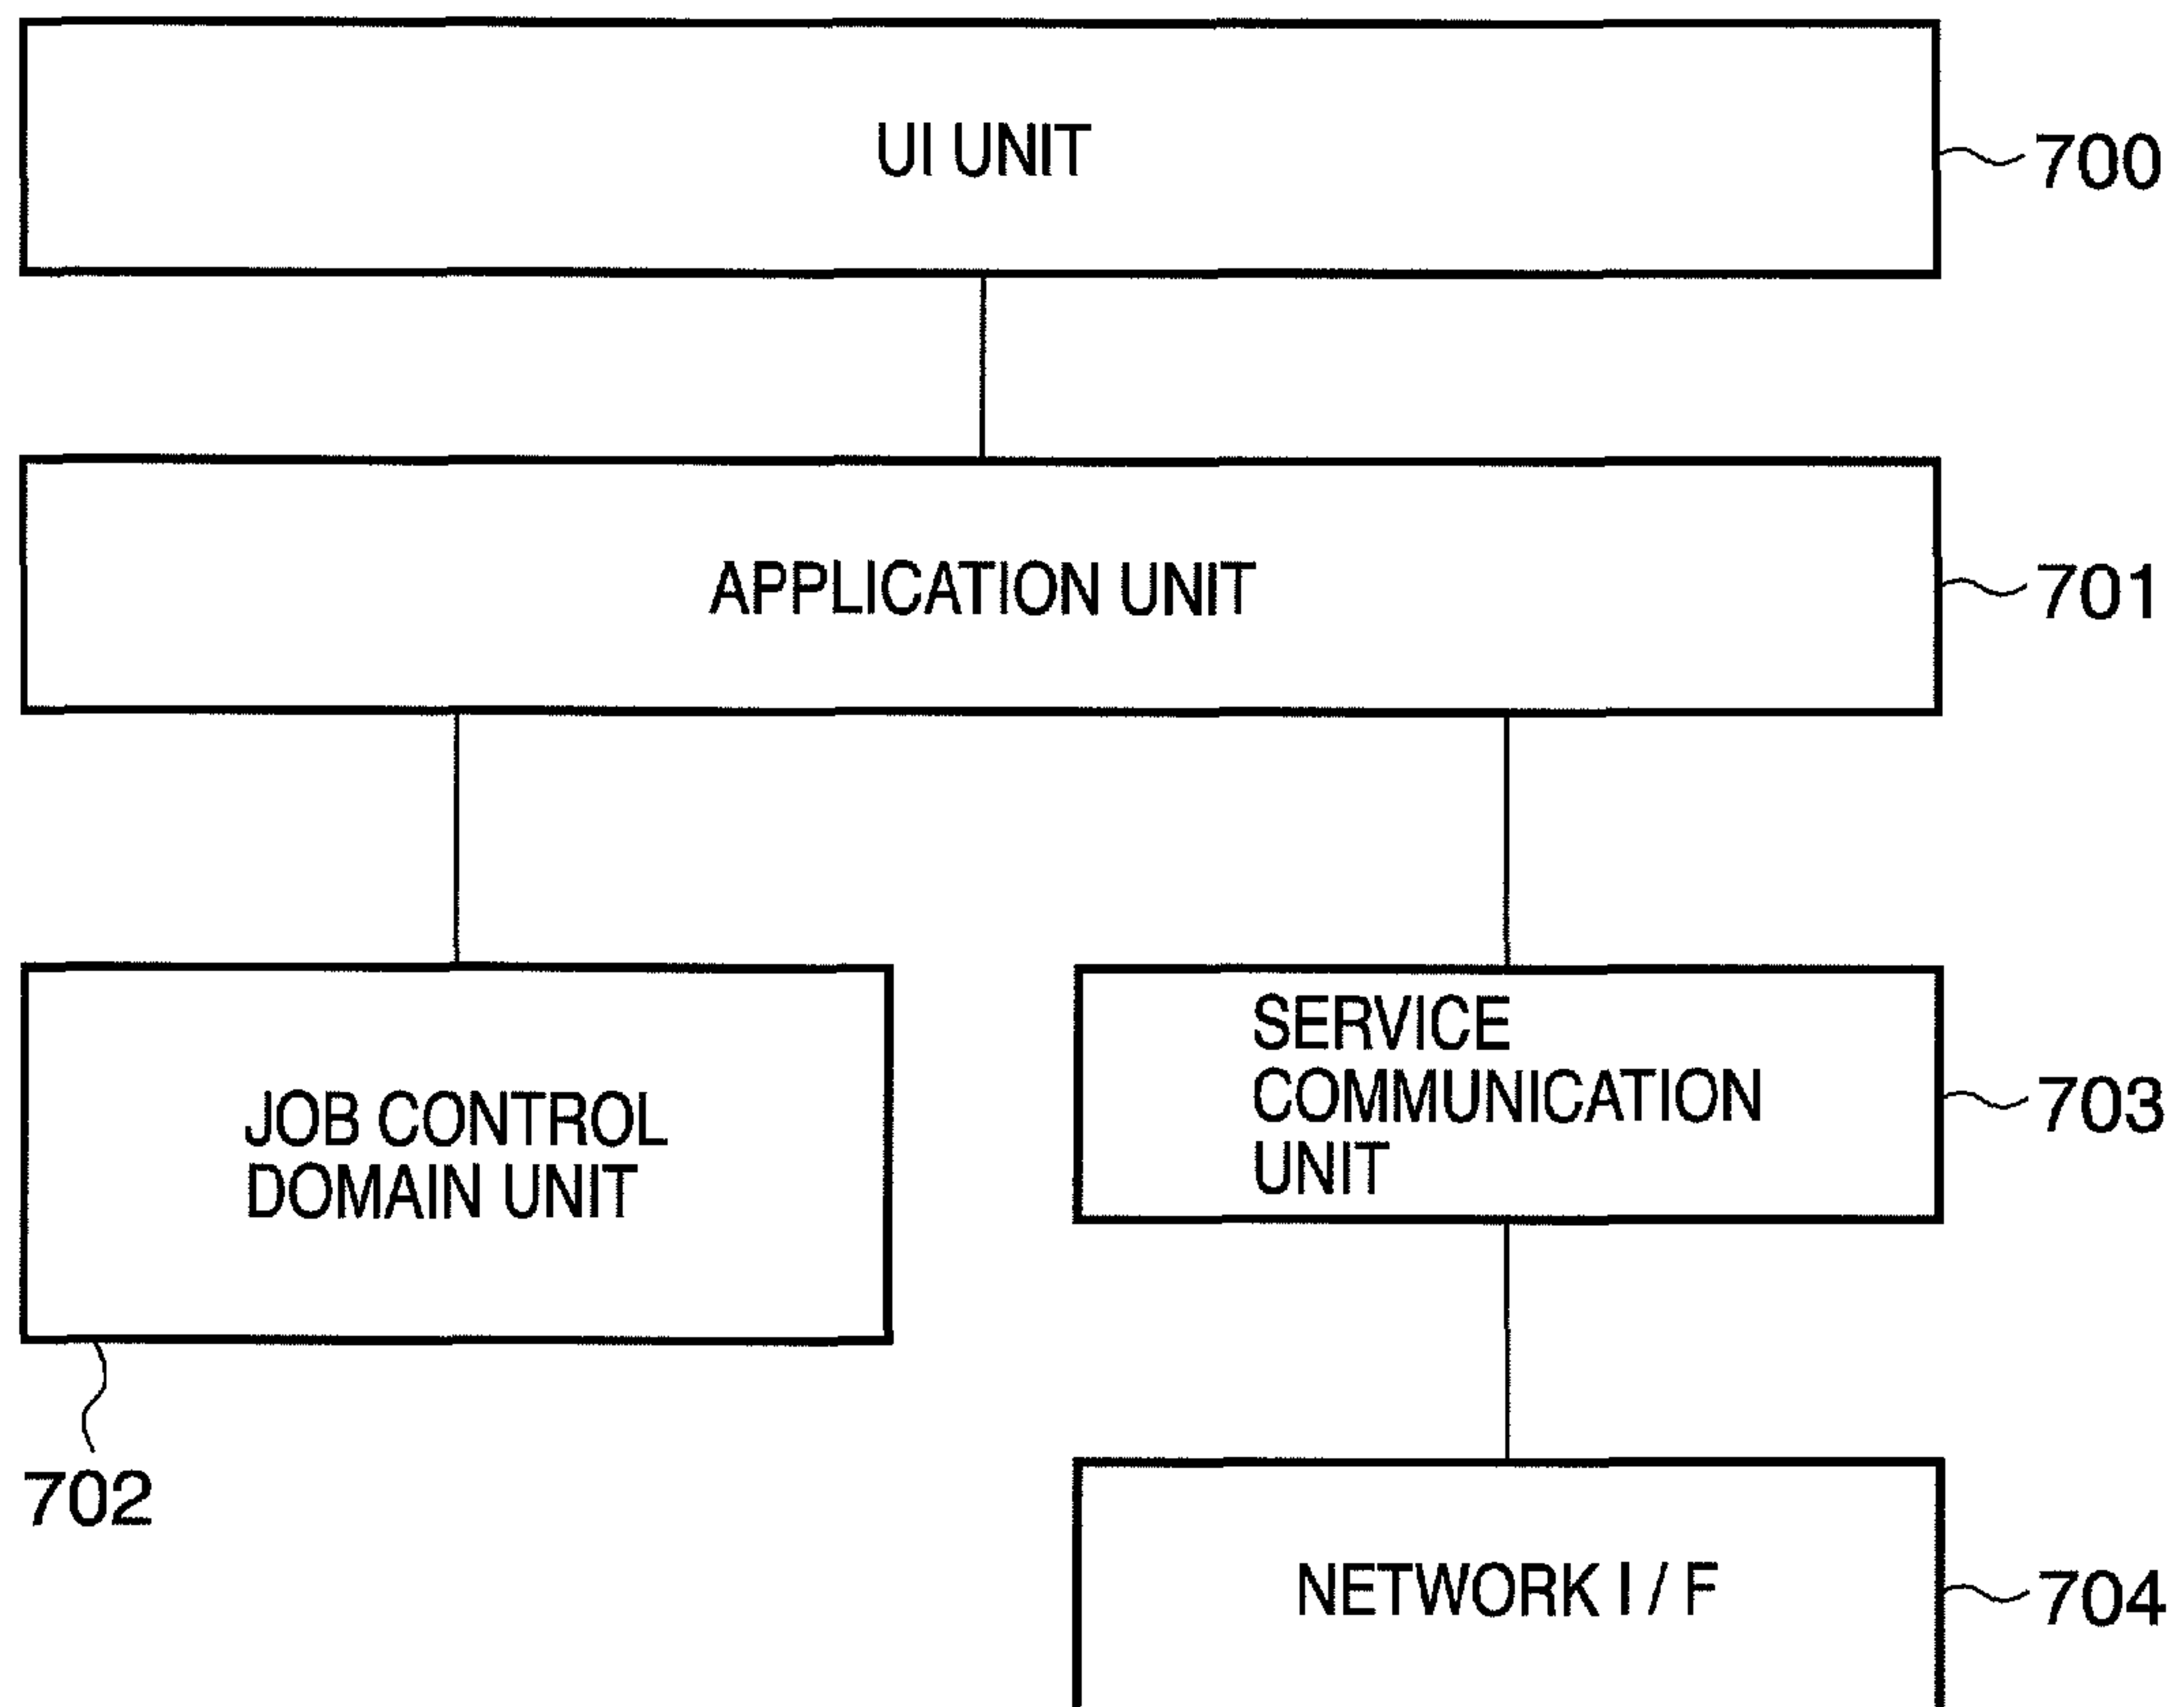 UI UNIT
700
APPLICATION UNIT
701
JOB CONTROL
DOMAIN UNIT
702
SERVICE
COMMUNICATION
UNIT
703
NETWORK I / F
704